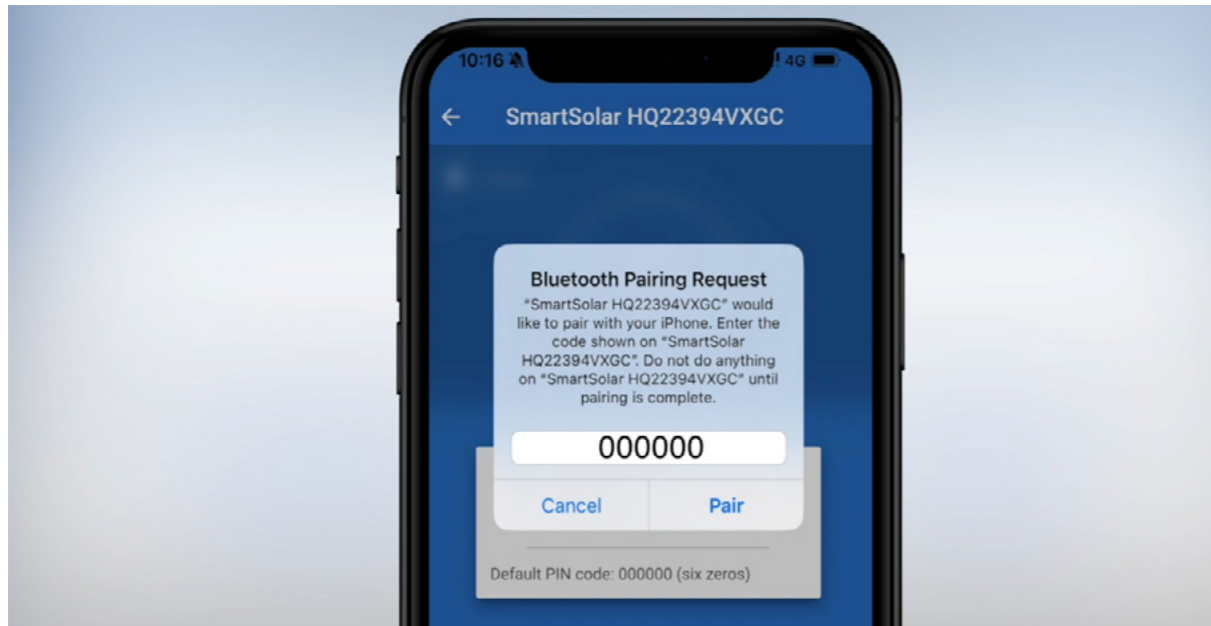 10:16
! 4G
← SmartSolar HQ22394VXGC
Bluetooth Pairing Request
"SmartSolar HQ22394VXGC" would
like to pair with your iPhone. Enter the
code shown on "SmartSolar
HQ22394VXGC". Do not do anything
on "SmartSolar HQ22394VXGC" until
pairing is complete.
000000
Cancel
Pair
Default PIN code: 000000 (six zeros)